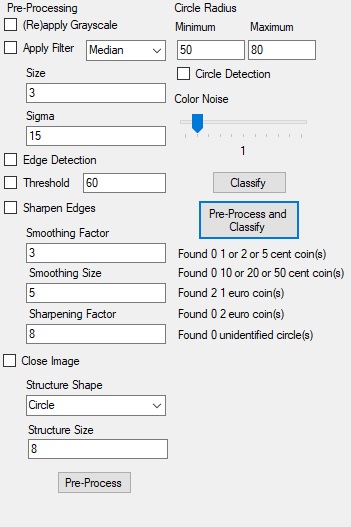 Pre-Processing
(Re)apply Grayscale
Apply Filter
Median
Size
3
Sigma
15
Edge Detection
Threshold
60
Sharpen Edges
Smoothing Factor
3
Smoothing Size
5
Sharpening Factor
8
Close Image
Structure Shape
Circle
Structure Size
8
Pre-Process
Circle Radius
Minimum Maximum
50 80
Circle Detection
Color Noise
1
Classify
Pre-Process and
Classify
Found 0 1 or 2 or 5 cent coin(s)
Found 0 10 or 20 or 50 cent coin(s)
Found 2 1 euro coin(s)
Found 0 2 euro coin(s)
Found 0 unidentified circle(s)